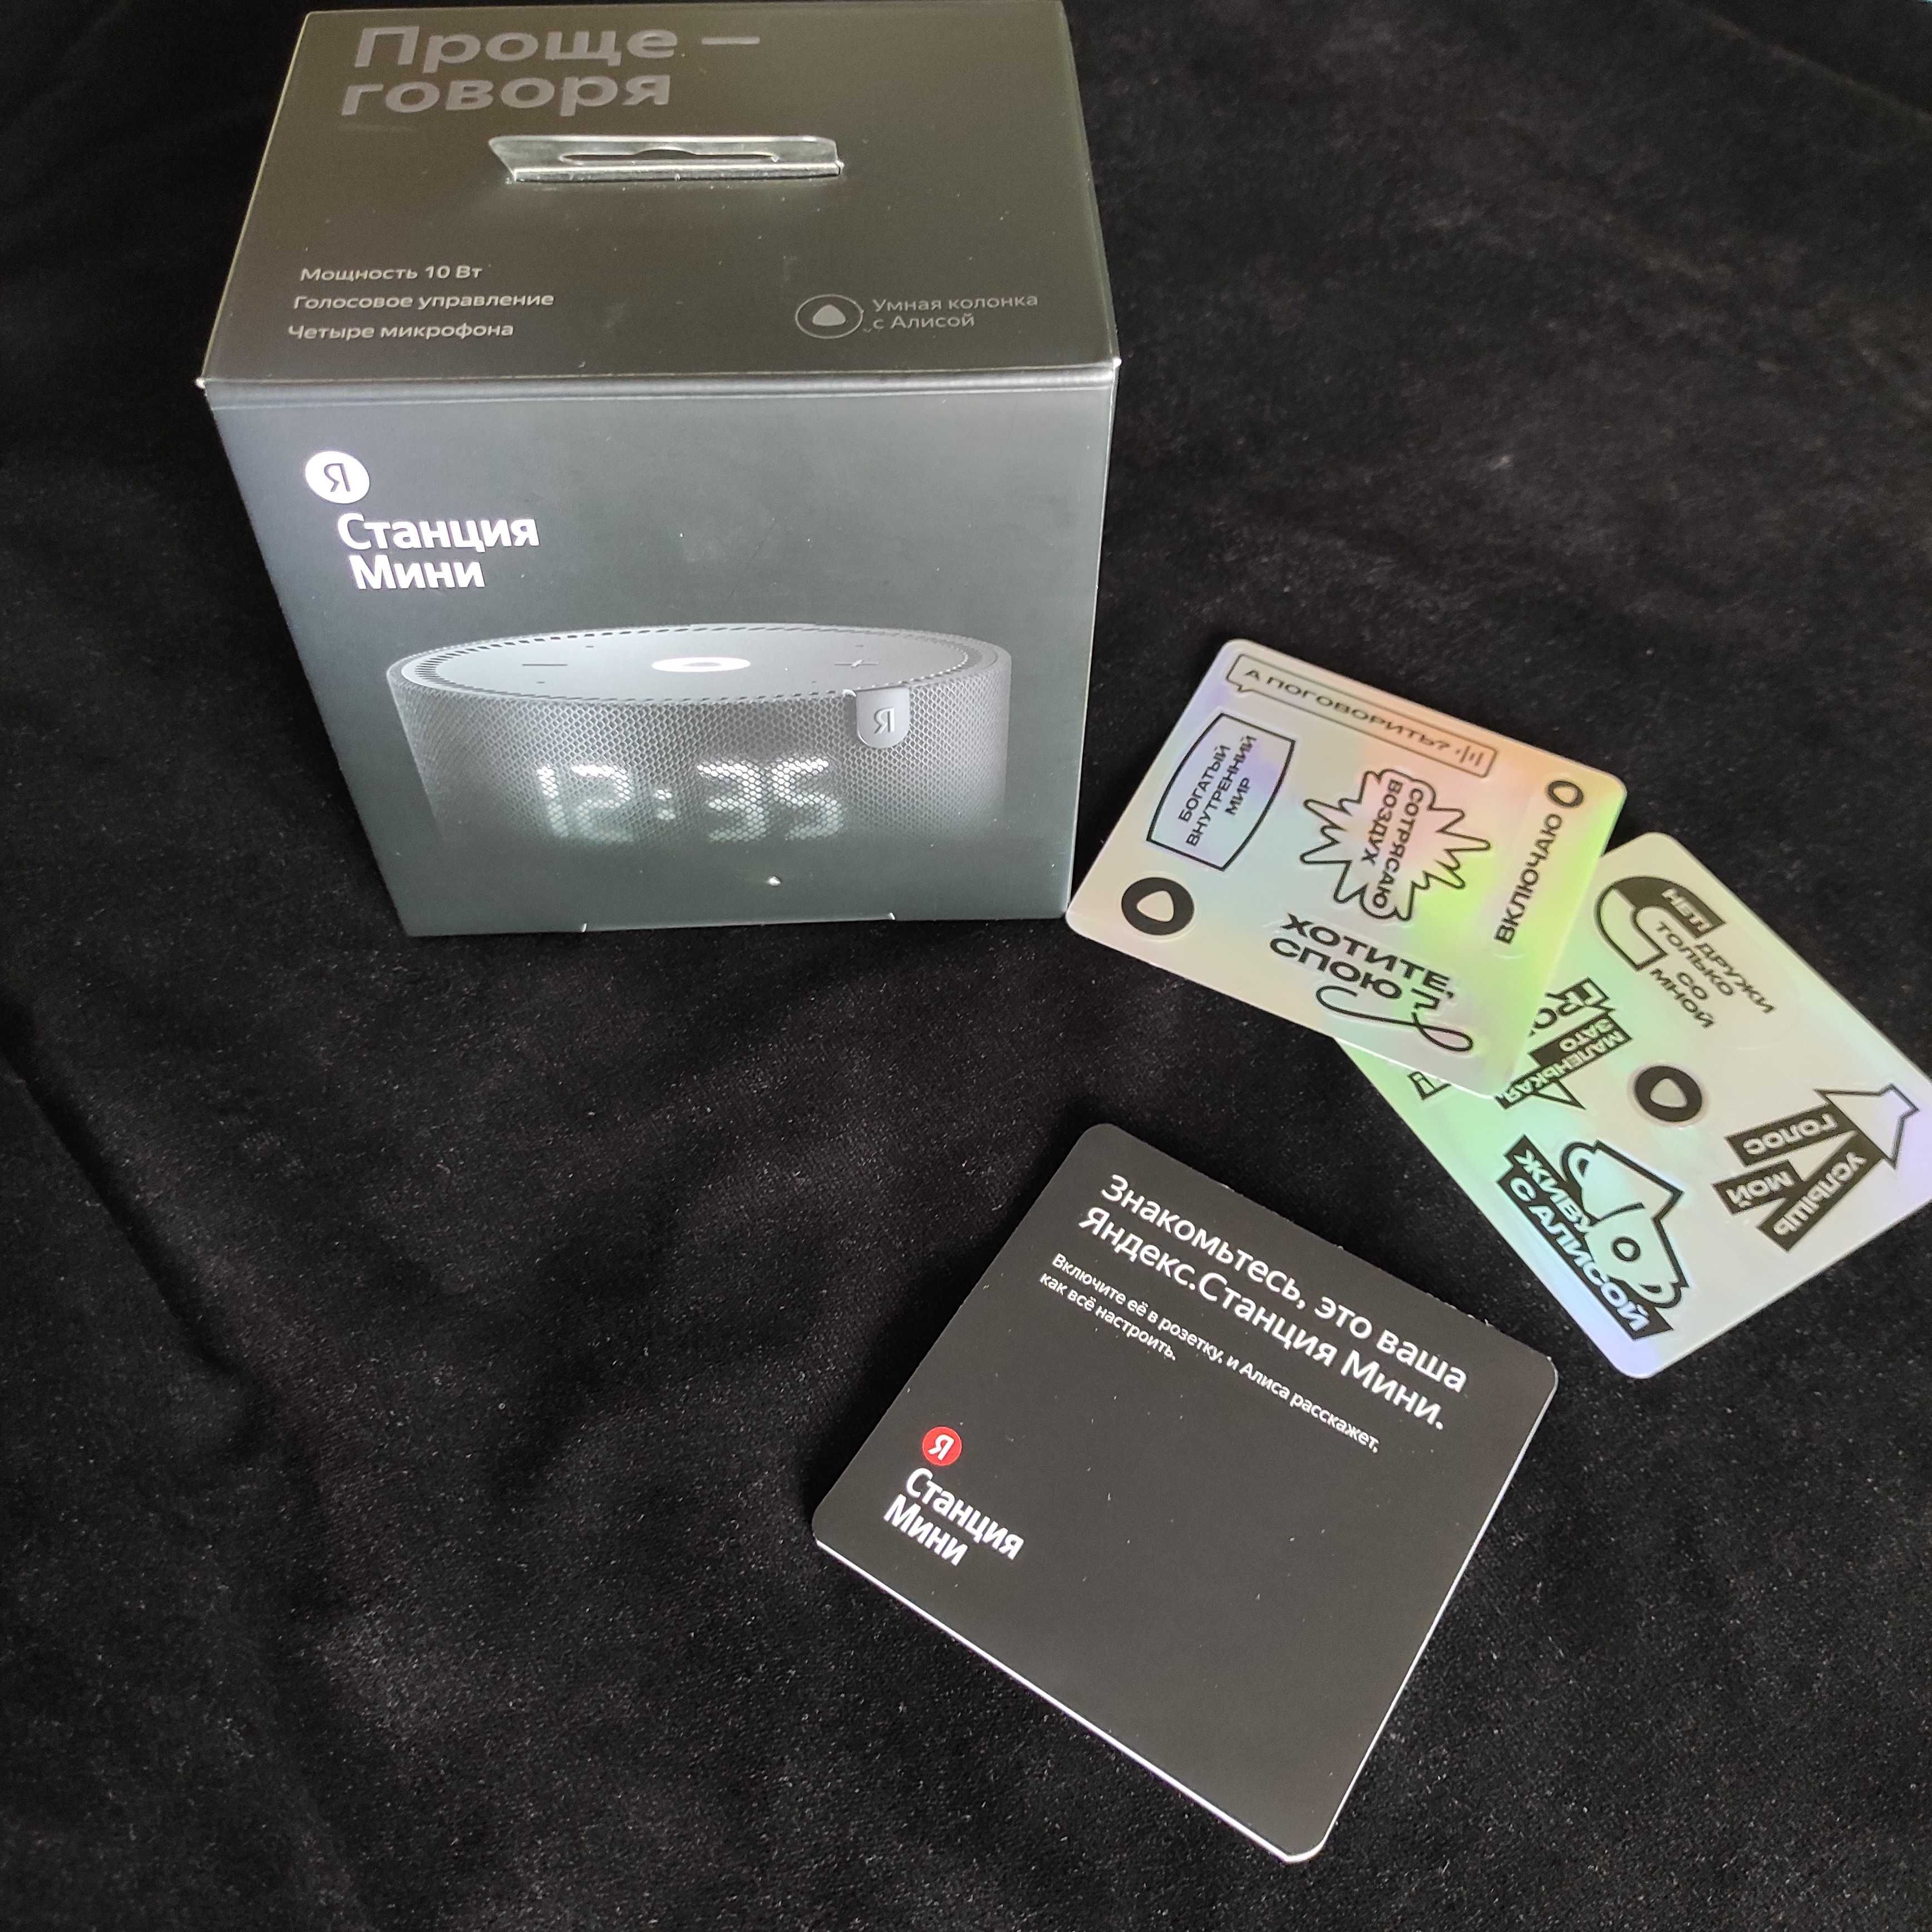 Проще —
говоря
Мощность 10 Вт
Голосовое управление
Четыре микрофона
Умная колонка
с Алисой
Я
Станция
Мини
Я
12:35
А ПОГОВОРИТЬ?
БОГАТЫЙ
ВНУТРЕННИЙ
МИР
СОТРЯСАЮ
ВОЗДУХ
ВКЛЮЧАЮ
ХОТИТЕ,
СПОЮ?
НЕТ,
ДРУЖИ
ТОЛЬКО
СО
МНОЙ
ЗАТО
МАЛЕНЬКАЯ
УСЛЫШЬ
МОЙ
ГОЛОС
ЖИВУ
С АЛИСОЙ
Знакомьтесь, это ваша
Яндекс.Станция Мини.
Включите её в розетку, и Алиса расскажет,
как всё настроить.
Я
Станция
Мини